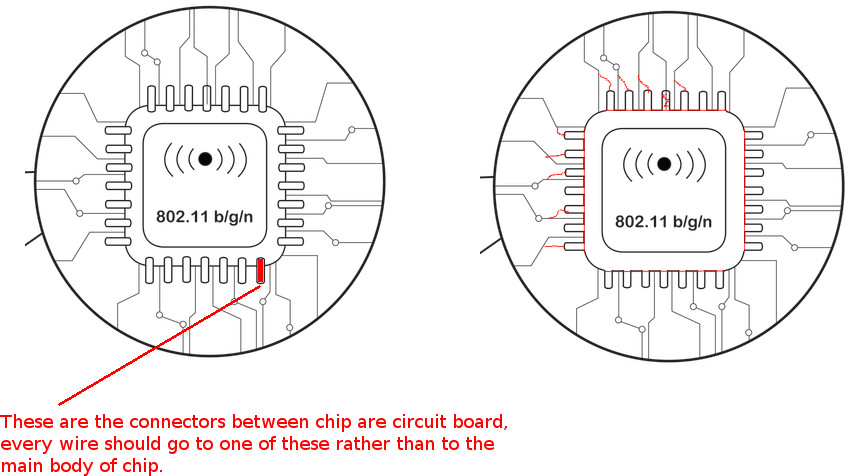 802.11 b/g/n
802.11 b/g/n
These are the connectors between chip are circuit board,
every wire should go to one of these rather than to the
main body of chip.